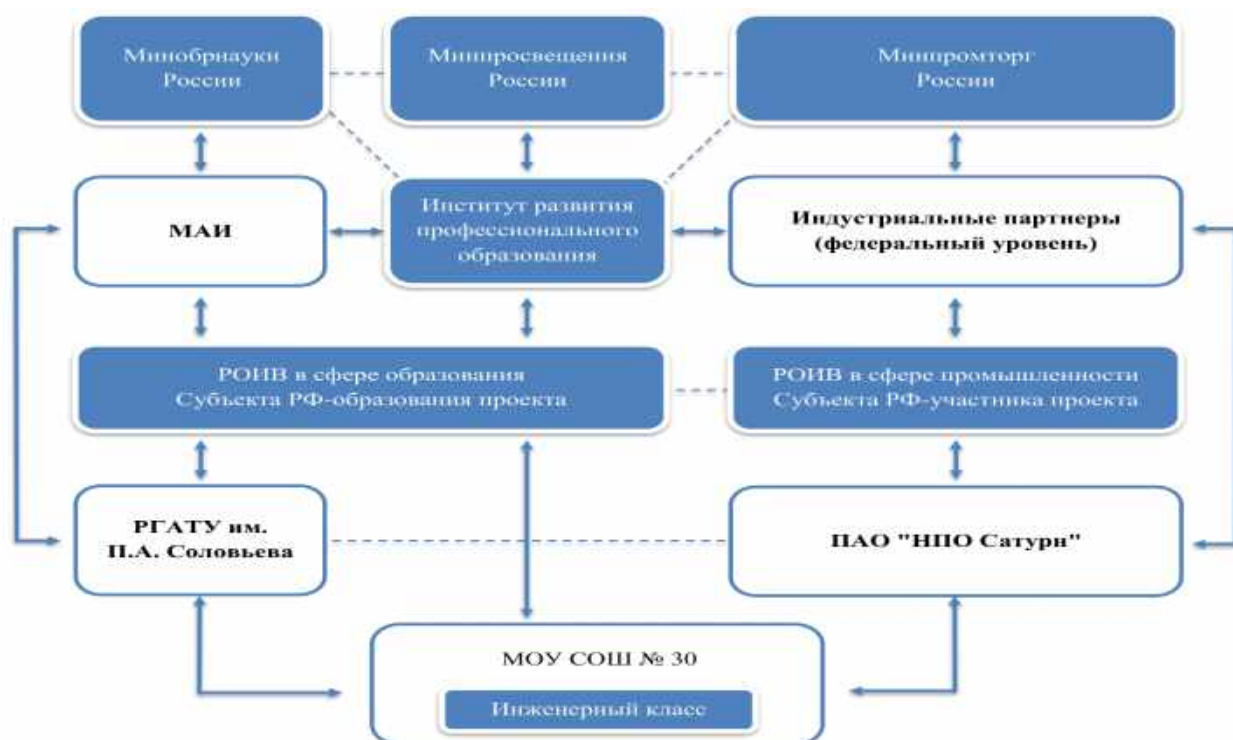 Минобрнауки
России
Минпросвещения
России
Минпромторг
России
МАИ
Институт развития
профессионального
образования
Индустриальные партнеры
(федеральный уровень)
РОИВ в сфере образования
Субъекта РФ-образования проекта
РОИВ в сфере промышленности
Субъекта РФ-участника проекта
РГАТУ им.
П.А. Соловьева
ПАО "НПО Сатурн"
МОУ СОШ № 30
Инженерный класс